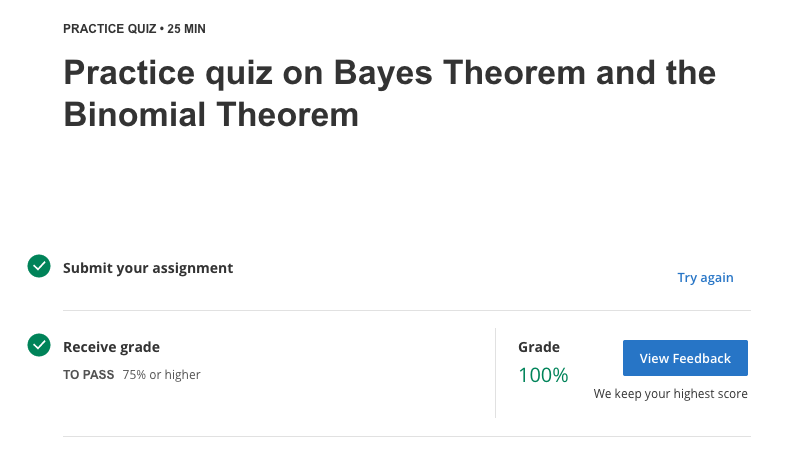 PRACTICE QUIZ • 25 MIN
Practice quiz on Bayes Theorem and the
Binomial Theorem
Submit your assignment
Try again
Receive grade
TO PASS 75% or higher
Grade
100%
View Feedback
We keep your highest score